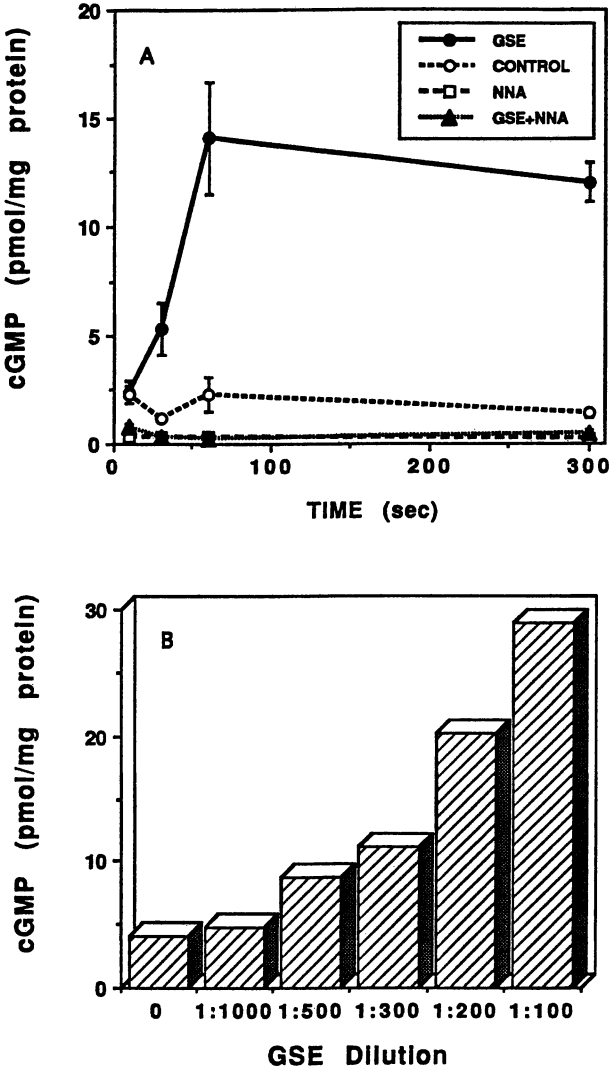 20
15
10
5
0
cGMP (pmol/mg protein)
A
GSE
CONTROL
NNA
GSE+NNA
0 100 200 300
TIME (sec)
30
20
10
0
cGMP (pmol/mg protein)
B
0 1:1000 1:500 1:300 1:200 1:100
GSE Dilution